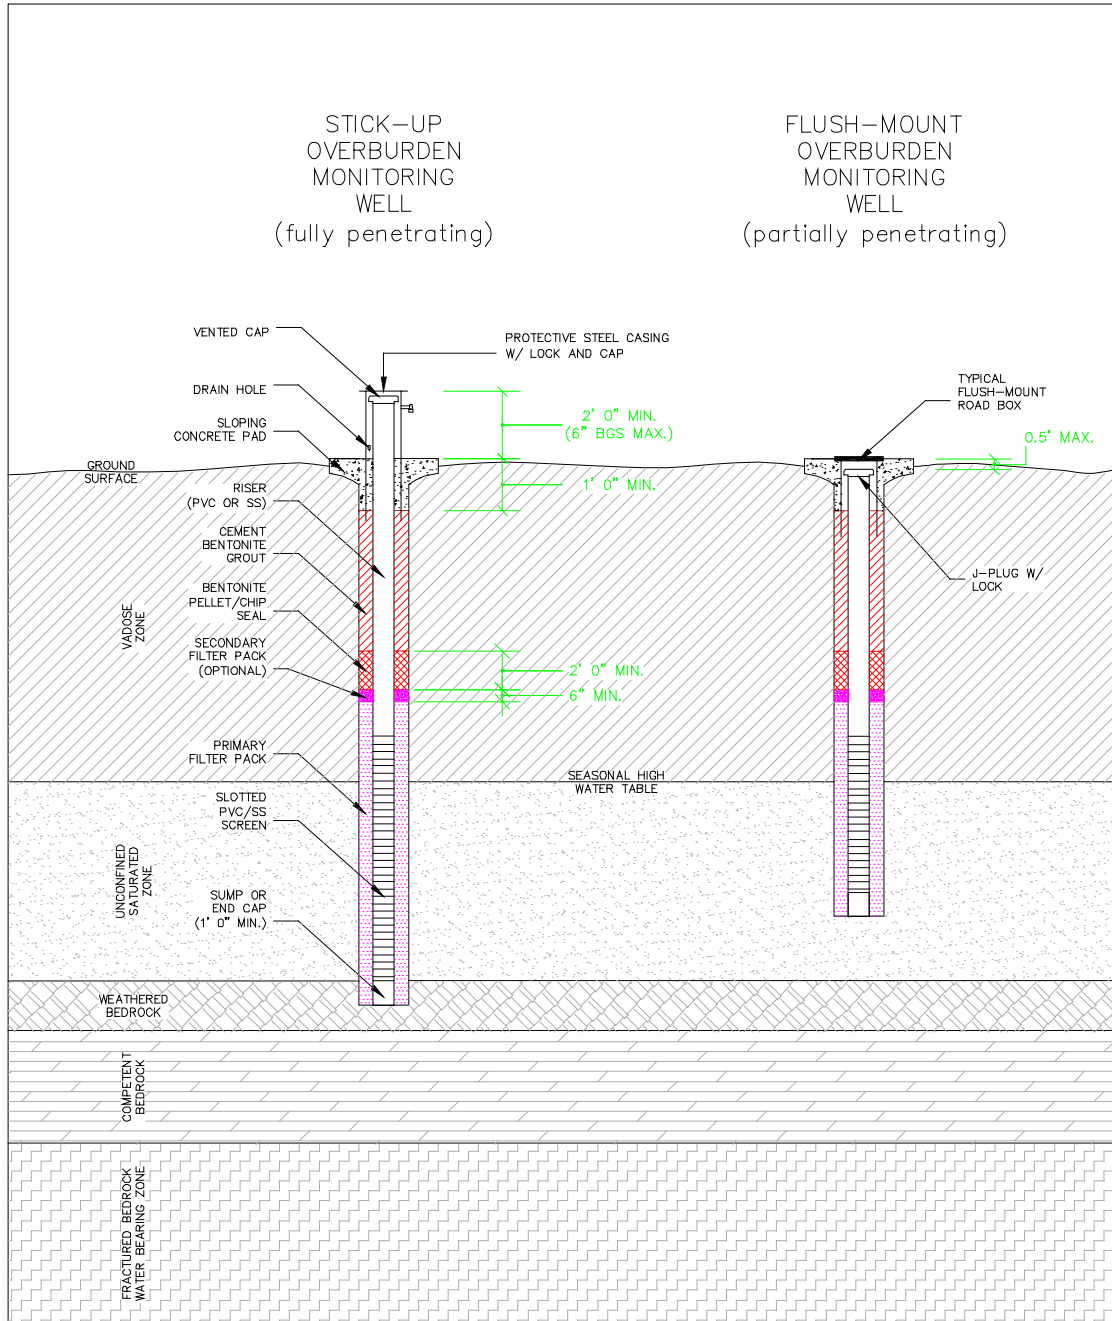 STICK-UP
OVERBURDEN
MONITORING
WELL
(fully penetrating)
FLUSH-MOUNT
OVERBURDEN
MONITORING
WELL
(partially penetrating)
VENTED CAP
PROTECTIVE STEEL CASING
W/ LOCK AND CAP
DRAIN HOLE
SLOPING
CONCRETE PAD
2' 0" MIN.
(6" BGS MAX.)
TYPICAL
FLUSH-MOUNT
ROAD BOX
0.5' MAX.
GROUND
SURFACE
1' 0" MIN.
RISER
(PVC OR SS)
CEMENT
BENTONITE
GROUT
J-PLUG W/
LOCK
BENTONITE
PELLET/CHIP
SEAL
VADOSE
ZONE
SECONDARY
FILTER PACK
(OPTIONAL)
2' 0" MIN.
6" MIN.
PRIMARY
FILTER PACK
SEASONAL HIGH
WATER TABLE
SLOTTED
PVC/SS
SCREEN
UNCONFINED
SATURATED
ZONE
SUMP OR
END CAP
(1' 0" MIN.)
WEATHERED
BEDROCK
COMPETENT
BEDROCK
FRACTURED BEDROCK
WATER BEARING ZONE